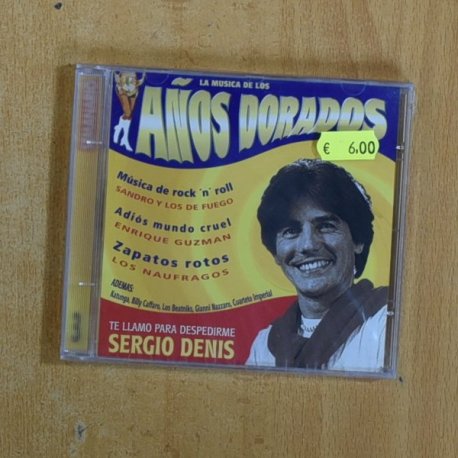 LA MUSICA DE LOS
AÑOS DORADOS
€ 6.00
Música de rock 'n' roll
SANDRO Y LOS DE FUEGO
Adiós mundo cruel
ENRIQUE GUZMAN
Zapatos rotos
LOS NAUFRAGOS
ADEMAS:
Katunga, Billy Caffaro, Los Beatniks, Gianni Nazzaro, Cuarteto Imperial
TE LLAMO PARA DESPEDIRME
SERGIO DENIS